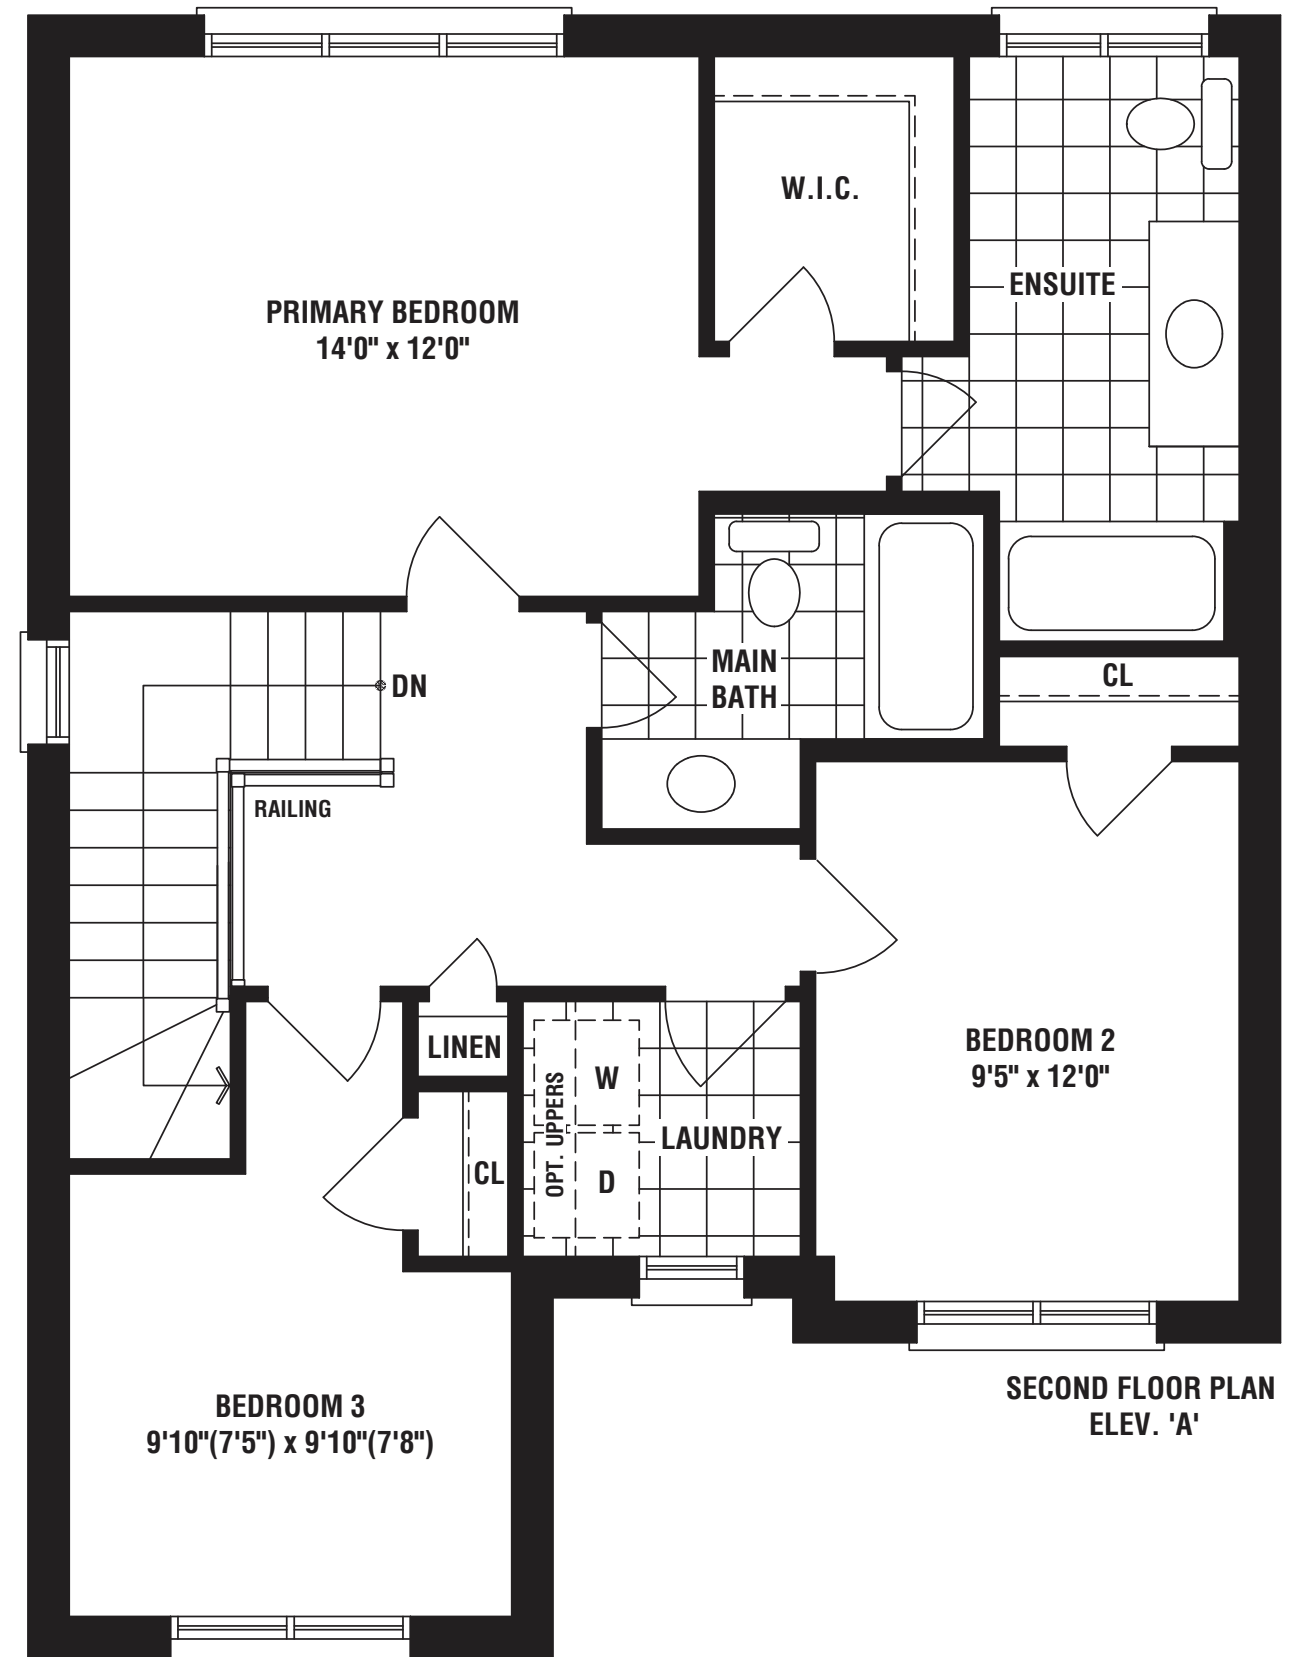 W.I.C.
ENSUITE
PRIMARY BEDROOM
14'0" x 12'0"
MAIN
BATH
CL
DN
RAILING
LINEN
BEDROOM 2
9'5" x 12'0"
W
OPT. UPPERS
LAUNDRY
CL
D
SECOND FLOOR PLAN
ELEV. 'A'
BEDROOM 3
9'10"(7'5") x 9'10"(7'8")